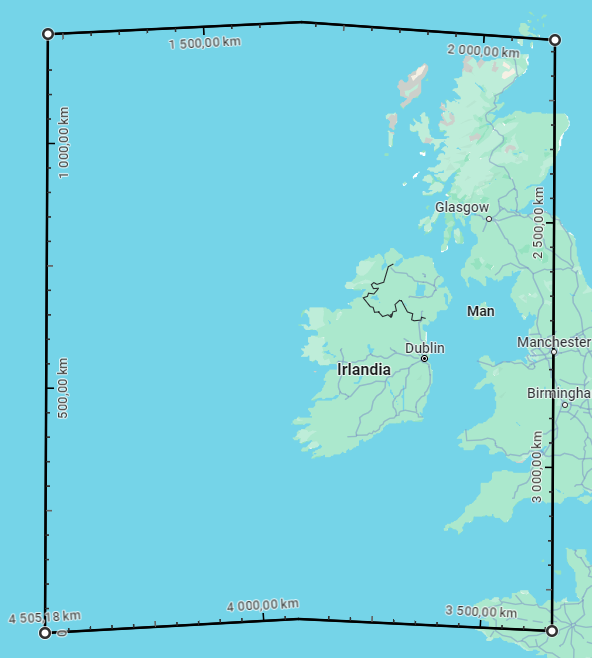 1 500,00 km
2 000,00 km
1 000,00 km
Glasgow
2 500,00 km
Man
Dublin
Manchester
Irlandia
500,00 km
Birmingha
3 000,00 km
4 000,00 km
3 500,00 km
4 505,18 km
0